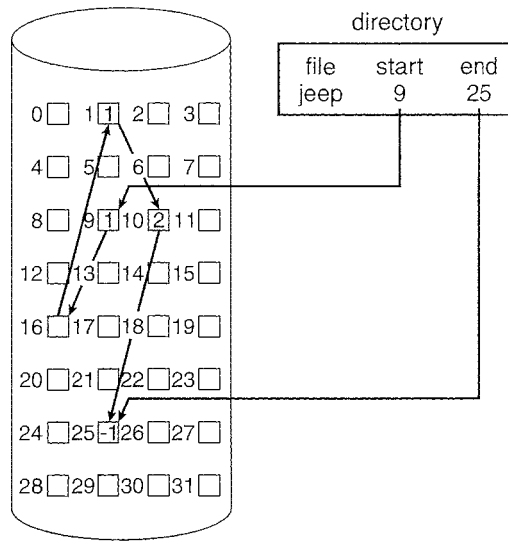 directory
file start end
jeep 9 25
0 1 1 2 3
4 5 6 7
8 9 1 10 2 11
12 13 14 15
16 17 18 19
20 21 22 23
24 25 -1 26 27
28 29 30 31